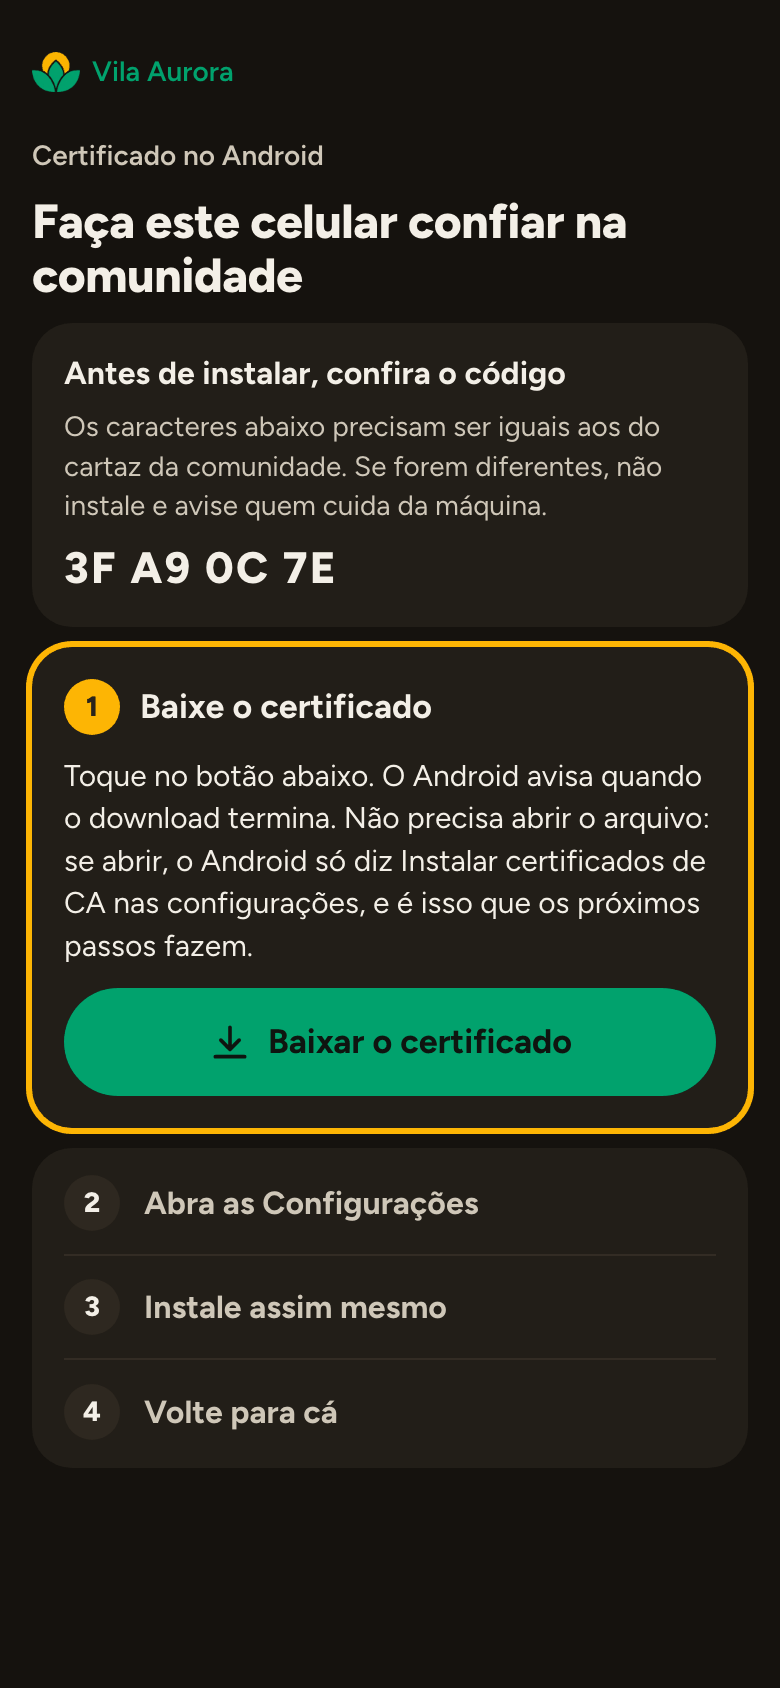 Vila Aurora
Certificado no Android
Faça este celular confiar na
comunidade
Antes de instalar, confira o código
Os caracteres abaixo precisam ser iguais aos do
cartaz da comunidade. Se forem diferentes, não
instale e avise quem cuida da máquina.
3F A9 0C 7E
1 Baixe o certificado
Toque no botão abaixo. O Android avisa quando
o download termina. Não precisa abrir o arquivo:
se abrir, o Android só diz Instalar certificados de
CA nas configurações, e é isso que os próximos
passos fazem.
Baixar o certificado
2 Abra as Configurações
3 Instale assim mesmo
4 Volte para cá